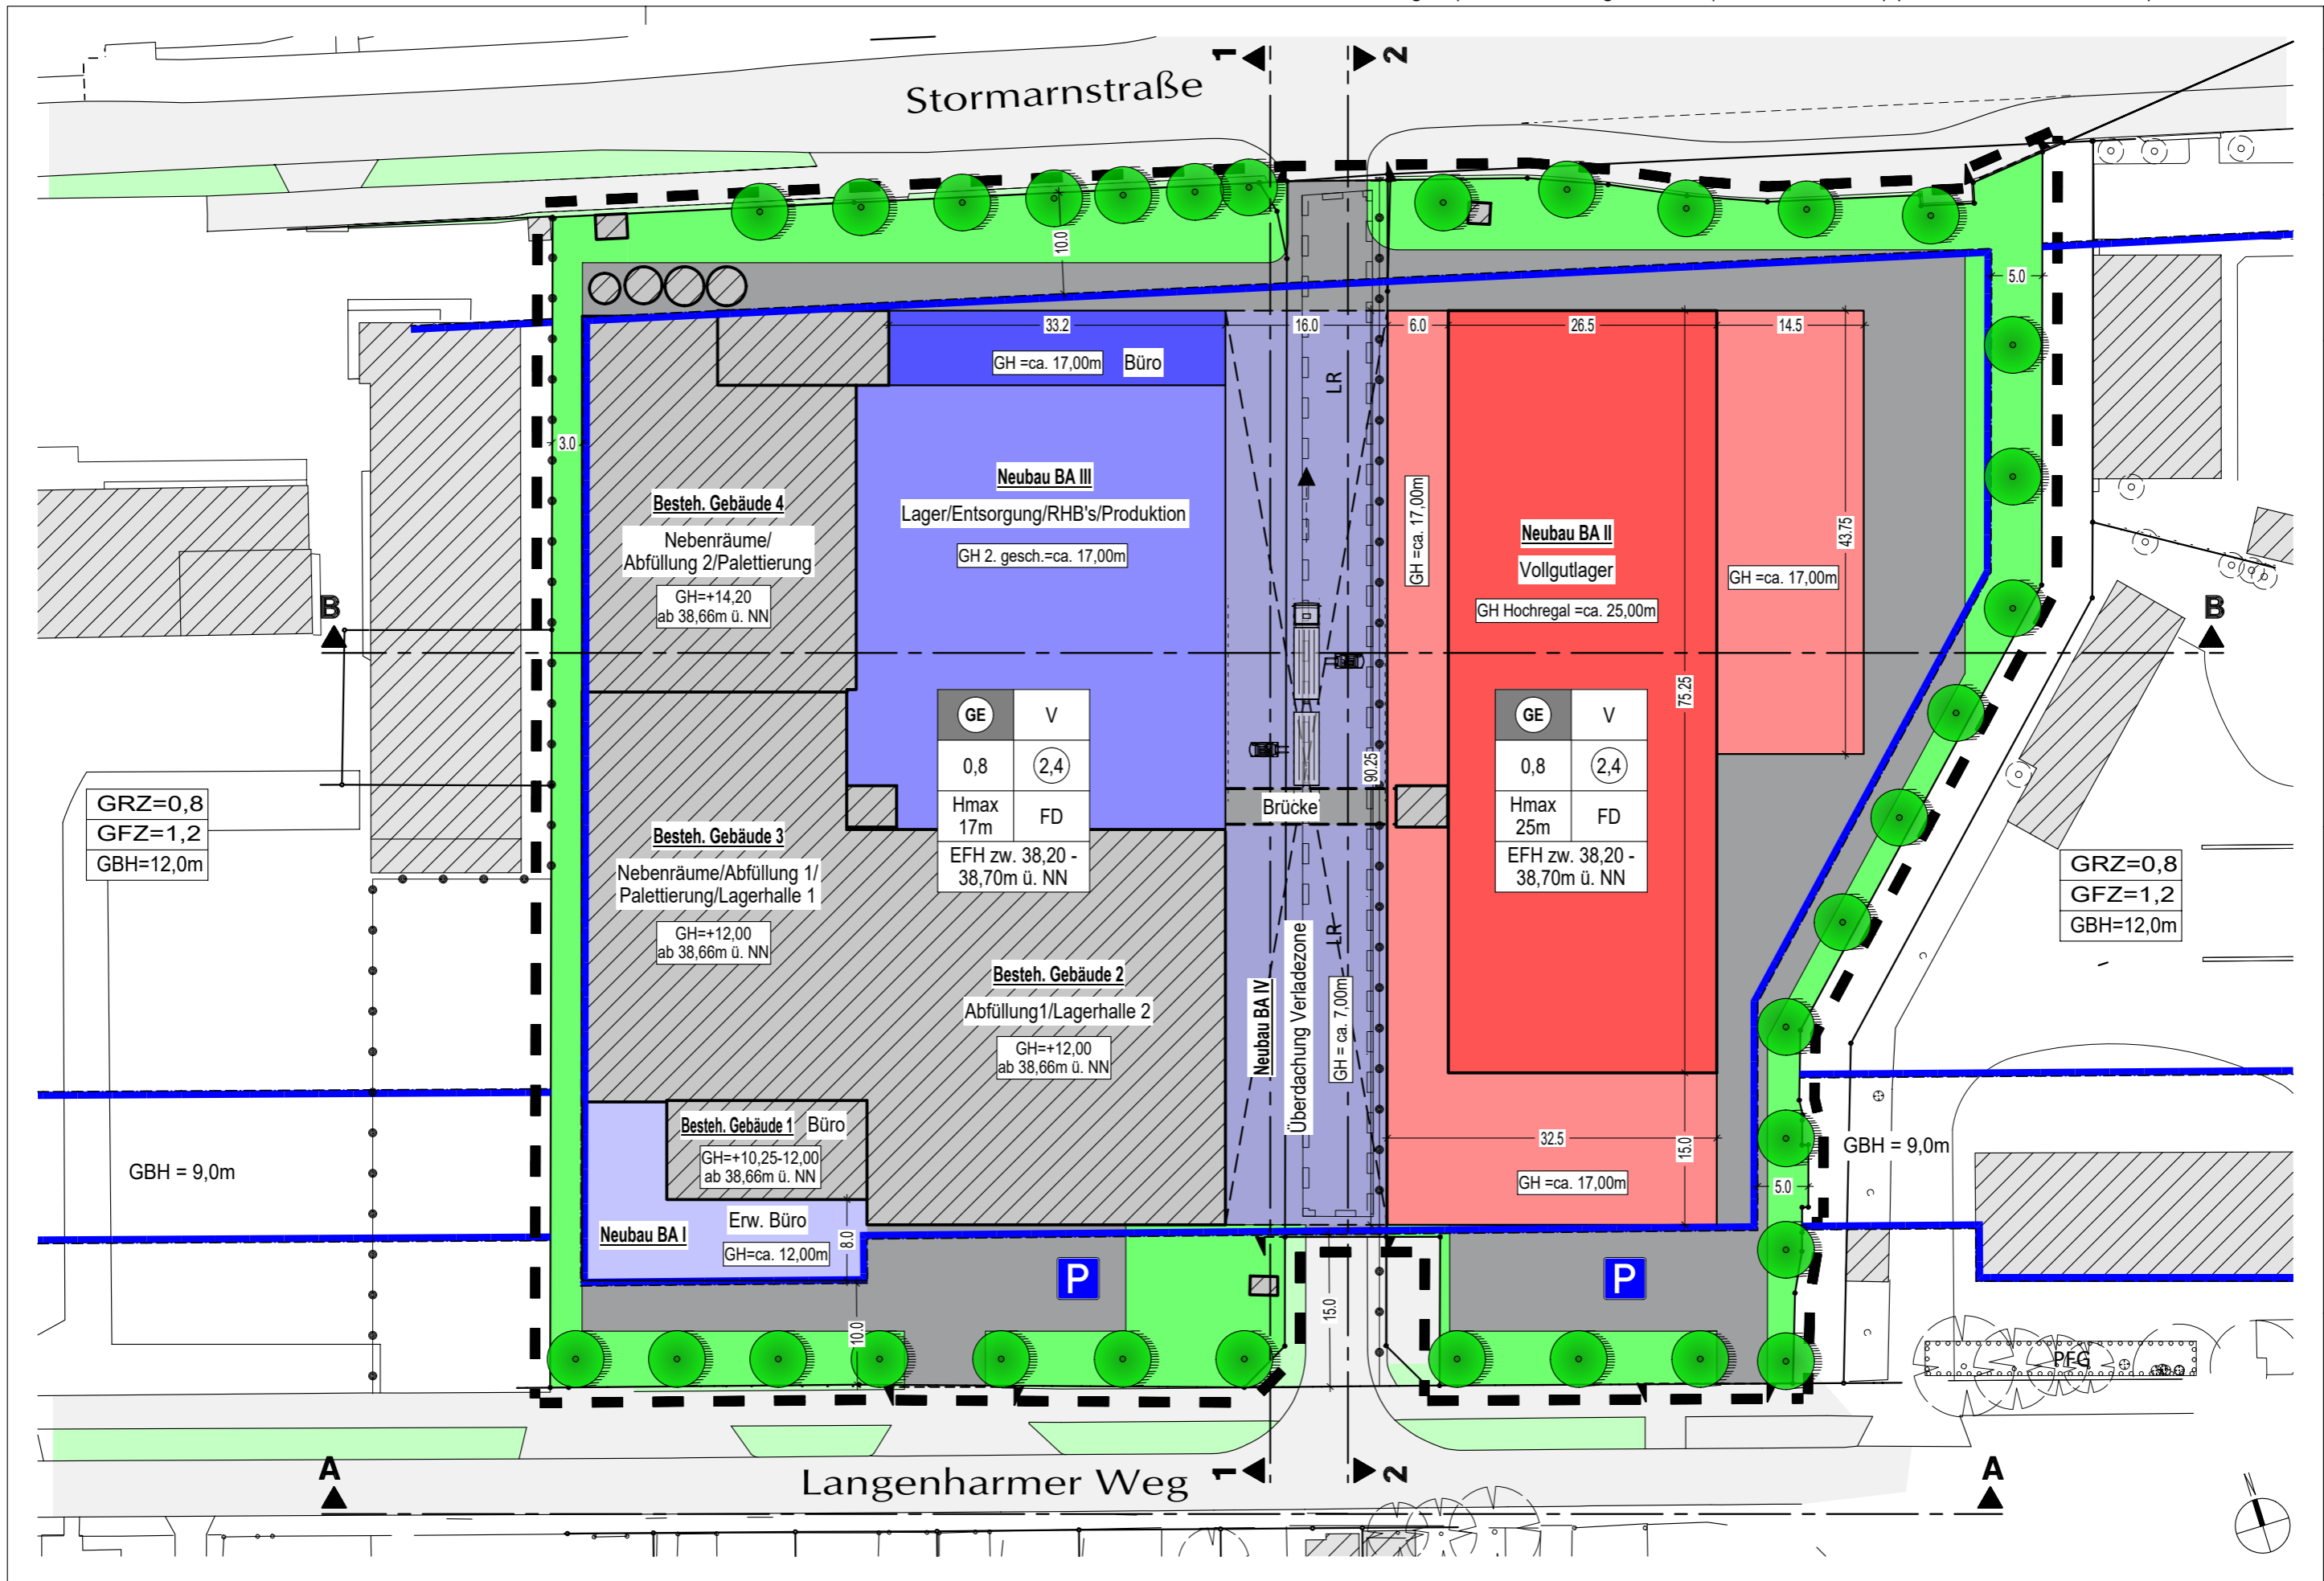 1
2
Stormarnstraße
10.0
5.0
33.2
16.0
6.0
26.5
14.5
GH =ca. 17,00m
Büro
LR
3.0
Neubau BA III
Lager/Entsorgung/RHB's/Produktion
GH 2. gesch.=ca. 17,00m
Besteh. Gebäude 4
Nebenräume/
Abfüllung 2/Palettierung
GH=+14,20
ab 38,66m ü. NN
GH =ca. 17,00m
Neubau BA II
Vollgutlager
GH Hochregal =ca. 25,00m
43.75
GH =ca. 17,00m
B
B
75.25
GE
V
0,8
2,4
Hmax
17m
FD
EFH zw. 38,20 -
38,70m ü. NN
90.25
Brücke
GE
V
0,8
2,4
Hmax
25m
FD
EFH zw. 38,20 -
38,70m ü. NN
GRZ=0,8
GFZ=1,2
GBH=12,0m
Besteh. Gebäude 3
Nebenräume/Abfüllung 1/
Palettierung/Lagerhalle 1
GH=+12,00
ab 38,66m ü. NN
GRZ=0,8
GFZ=1,2
GBH=12,0m
Besteh. Gebäude 2
Abfüllung1/Lagerhalle 2
GH=+12,00
ab 38,66m ü. NN
Neubau BA IV
Überdachung Verladezone
LR
GH = ca. 7,00m
Besteh. Gebäude 1
Büro
GH=+10,25-12,00
ab 38,66m ü. NN
32.5
15.0
GH =ca. 17,00m
GBH = 9,0m
GBH = 9,0m
5.0
Neubau BA I
Erw. Büro
GH=ca. 12,00m
8.0
P
P
10.0
15.0
PFG
A
Langenharmer Weg
1
2
A